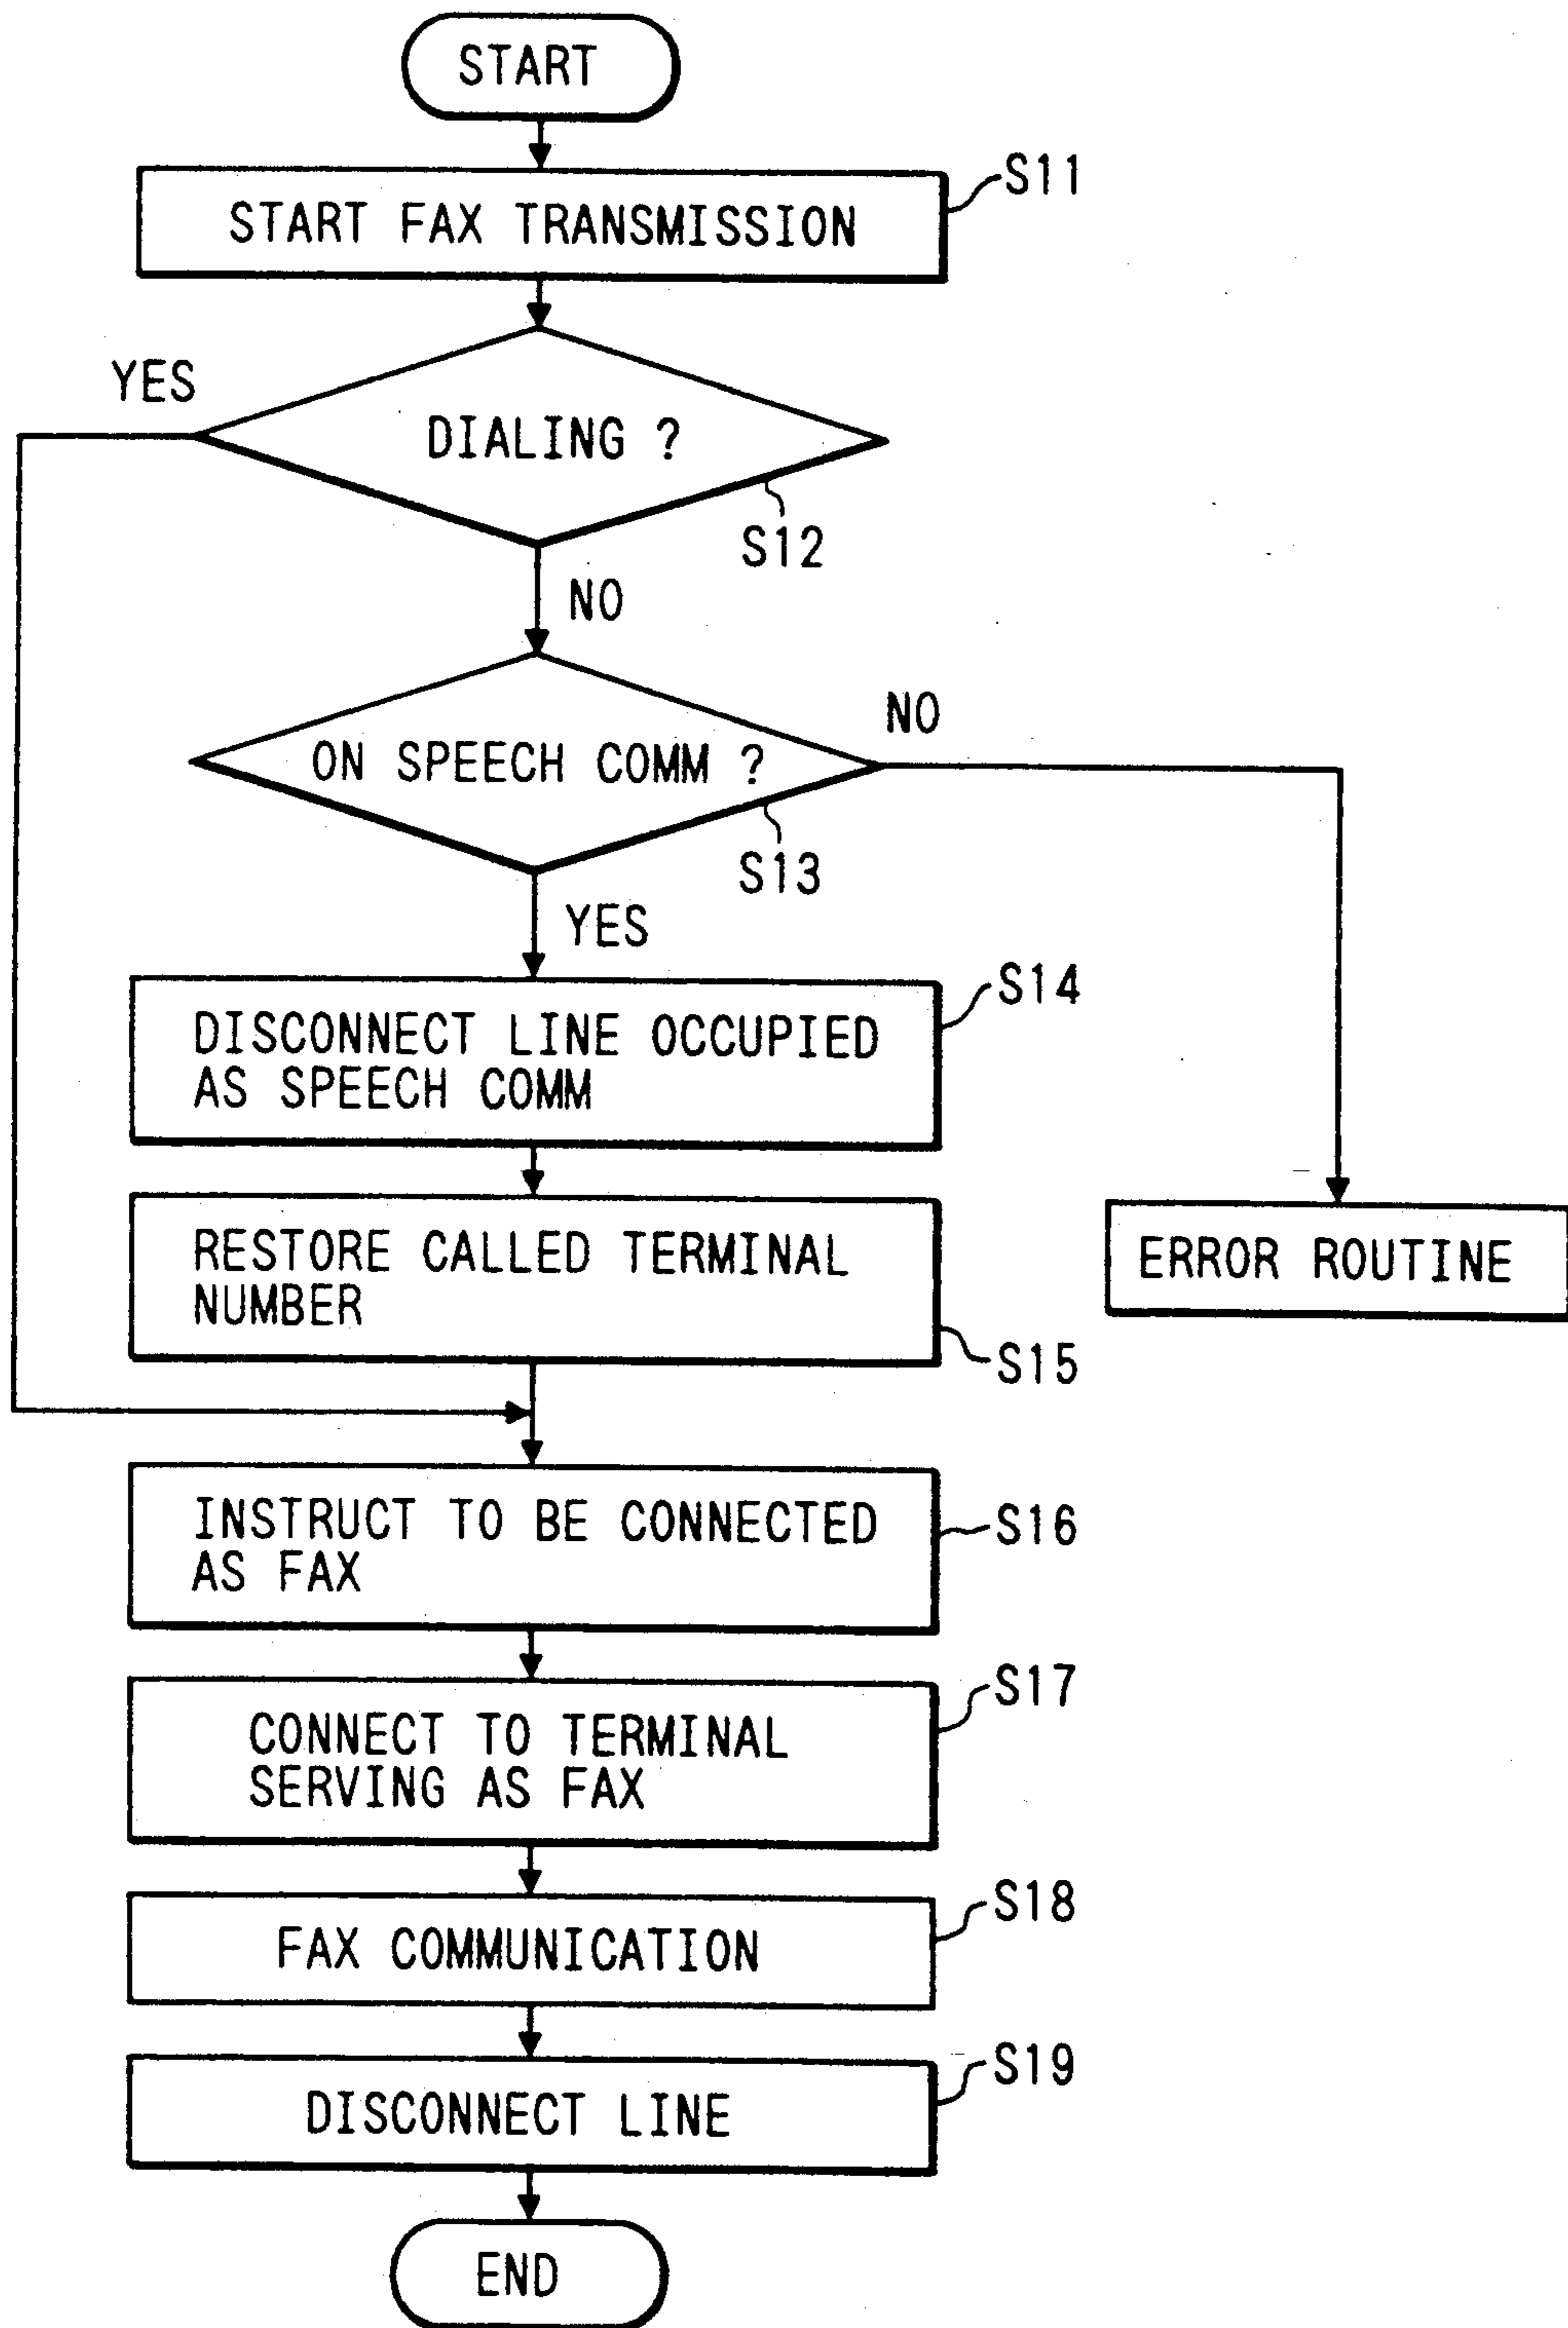 START
S11
START FAX TRANSMISSION
YES
DIALING ?
S12
NO
NO
ON SPEECH COMM ?
S13
YES
S14
DISCONNECT LINE OCCUPIED
AS SPEECH COMM
RESTORE CALLED TERMINAL
NUMBER
S15
ERROR ROUTINE
INSTRUCT TO BE CONNECTED
AS FAX
S16
S17
CONNECT TO TERMINAL
SERVING AS FAX
S18
FAX COMMUNICATION
S19
DISCONNECT LINE
END